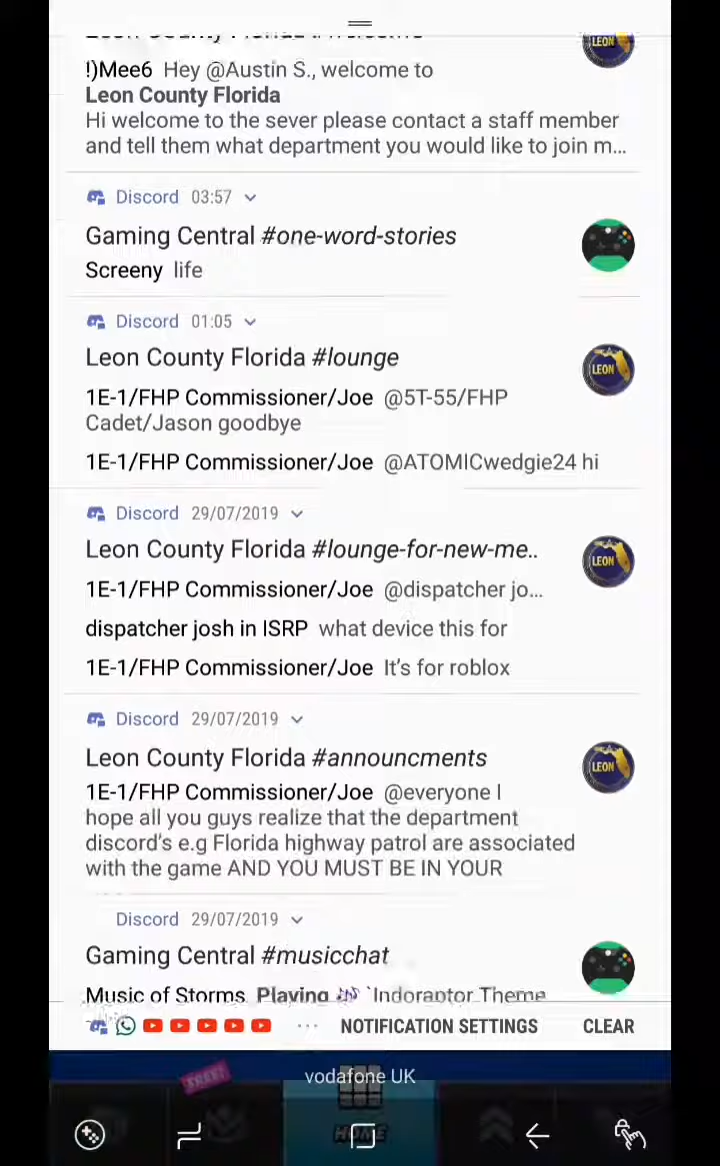 !)Mee6 Hey @Austin S., welcome to
Leon County Florida
Hi welcome to the sever please contact a staff member
and tell them what department you would like to join m...
Discord 03:57
Gaming Central #one-word-stories
Screeny life
Discord 01:05
Leon County Florida #lounge
LEON
1E-1/FHP Commissioner/Joe @5T-55/FHP
Cadet/Jason goodbye
1E-1/FHP Commissioner/Joe @ATOMICwedgie24 hi
Discord 29/07/2019
Leon County Florida #lounge-for-new-me..
LEON
1E-1/FHP Commissioner/Joe @dispatcher jo...
dispatcher josh in ISRP what device this for
1E-1/FHP Commissioner/Joe It's for roblox
Discord 29/07/2019
Leon County Florida #announcments
LEON
1E-1/FHP Commissioner/Joe @everyone I
hope all you guys realize that the department
discord's e.g Florida highway patrol are associated
with the game AND YOU MUST BE IN YOUR
Discord 29/07/2019
Gaming Central #musicchat
Music of Storms Playing 🎶 `Indoraptor Theme
... NOTIFICATION SETTINGS CLEAR
FREE!
vodafone UK
HOME